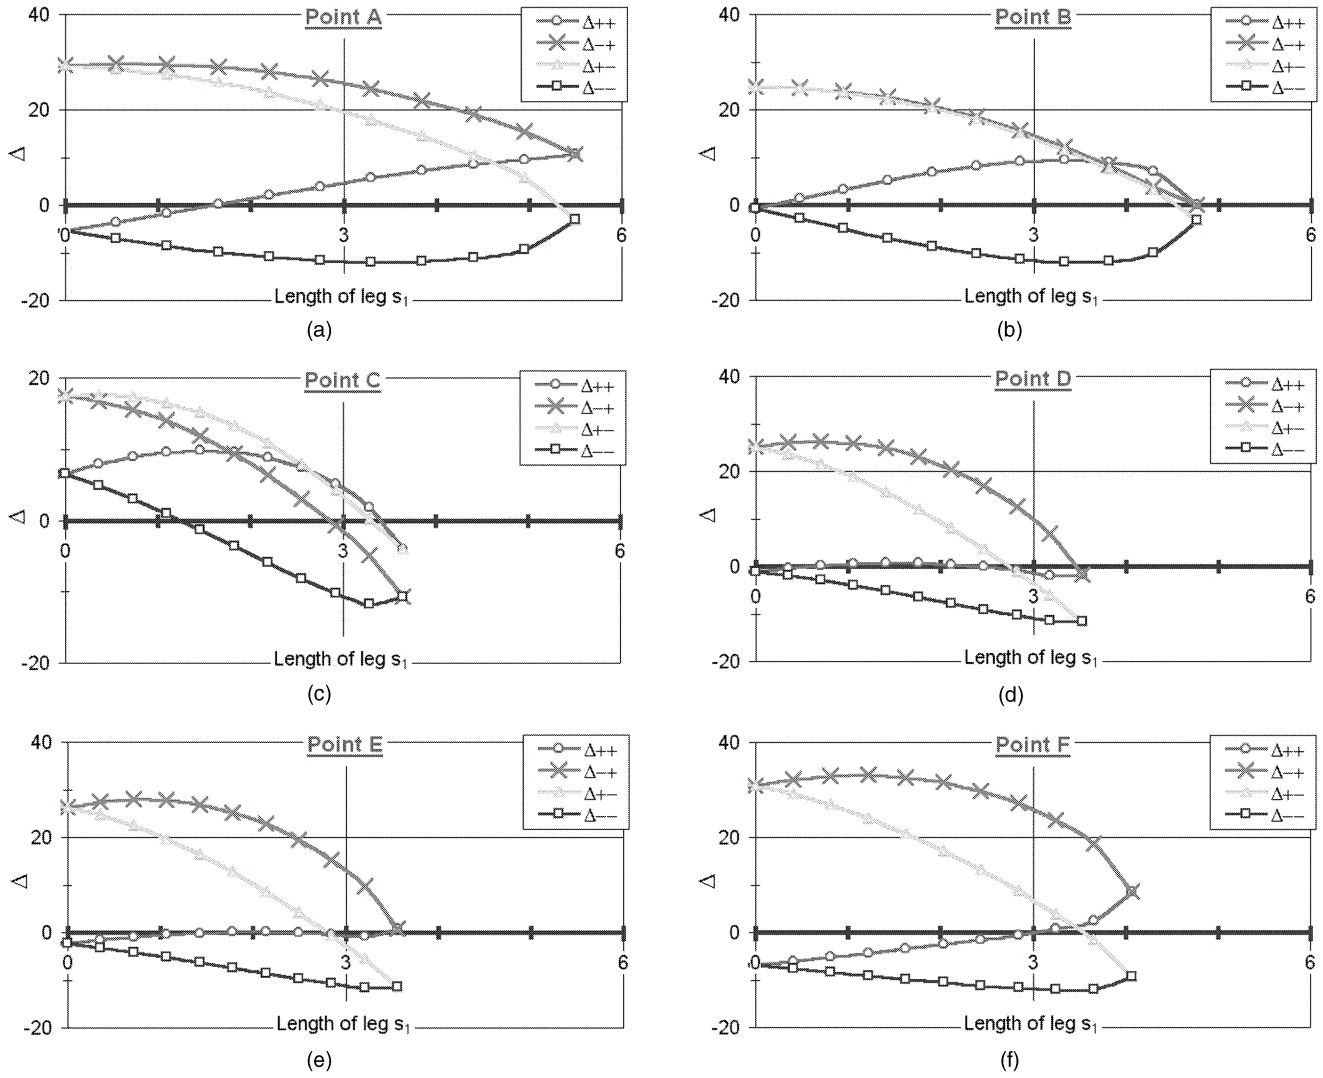 Point A
Δ++
Δ−+
Δ+−
Δ−−
40
20
0
-20
Δ
0
3
6
Length of leg s₁
(a)
Point B
Δ++
Δ−+
Δ+−
Δ−−
40
20
0
-20
Δ
0
3
6
Length of leg s₁
(b)
Point C
Δ++
Δ−+
Δ+−
Δ−−
20
0
-20
Δ
0
3
6
Length of leg s₁
(c)
Point D
Δ++
Δ−+
Δ+−
Δ−−
40
20
0
-20
Δ
0
3
6
Length of leg s₁
(d)
Point E
Δ++
Δ−+
Δ+−
Δ−−
40
20
0
-20
Δ
0
3
6
Length of leg s₁
(e)
Point F
Δ++
Δ−+
Δ+−
Δ−−
40
20
0
-20
Δ
0
3
6
Length of leg s₁
(f)